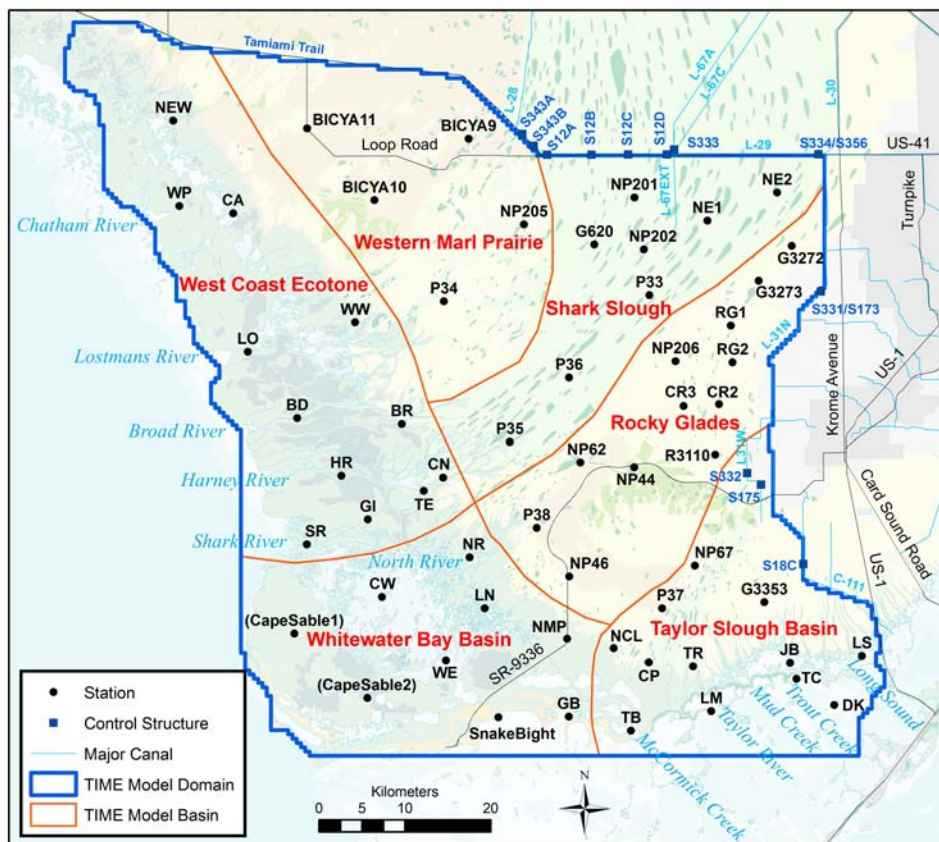 Tamiami Trail
L-28
L-67A
L-67C
L-30
S343A
S343B
S12A
S12B
S12C
S12D
S333
L-29
S334/S356
US-41
NEW
BICYA11
BICYA9
Loop Road
L-67EXT
Turnpike
WP
CA
BICYA10
NP201
NE2
NE1
Chatham River
NP205
G620
NP202
Western Marl Prairie
G3272
West Coast Ecotone
P34
P33
G3273
Shark Slough
S331/S173
WW
RG1
L-31N
LO
Lostmans River
NP206
RG2
Krome Avenue
US-1
P36
CR3
CR2
BD
BR
Rocky Glades
Broad River
P35
L31W
HR
CN
NP62
R3110
Harney River
TE
NP44
S332
S175
Card Sound Road
GI
P38
SR
Shark River
North River
NR
NP46
NP67
S18C
US-1
CW
C-111
LN
P37
G3353
(CapeSable1)
Whitewater Bay Basin
NMP
Taylor Slough Basin
NCL
SR-9336
WE
CP
TR
JB
LS
TC
Long Sound
(CapeSable2)
LM
DK
Trout Creek
Mud Creek
SnakeBight
GB
TB
Taylor River
McCormick Creek
Station
Control Structure
Major Canal
TIME Model Domain
TIME Model Basin
Kilometers
0 10 20
N